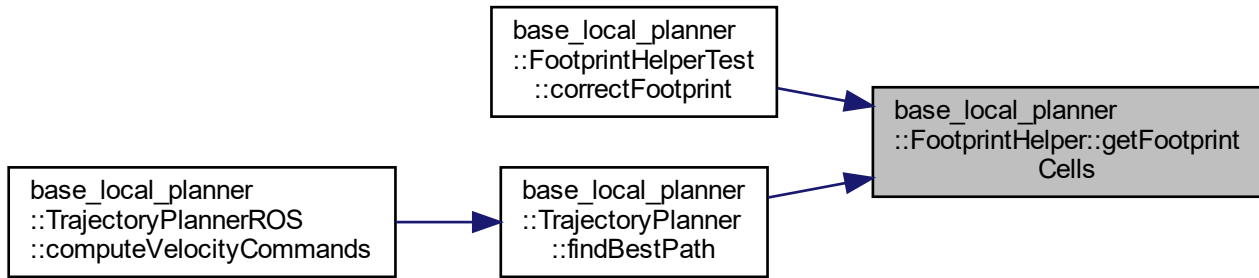 base_local_planner
::FootprintHelperTest
::correctFootprint
base_local_planner
::FootprintHelper::getFootprint
Cells
base_local_planner
::TrajectoryPlannerROS
::computeVelocityCommands
base_local_planner
::TrajectoryPlanner
::findBestPath